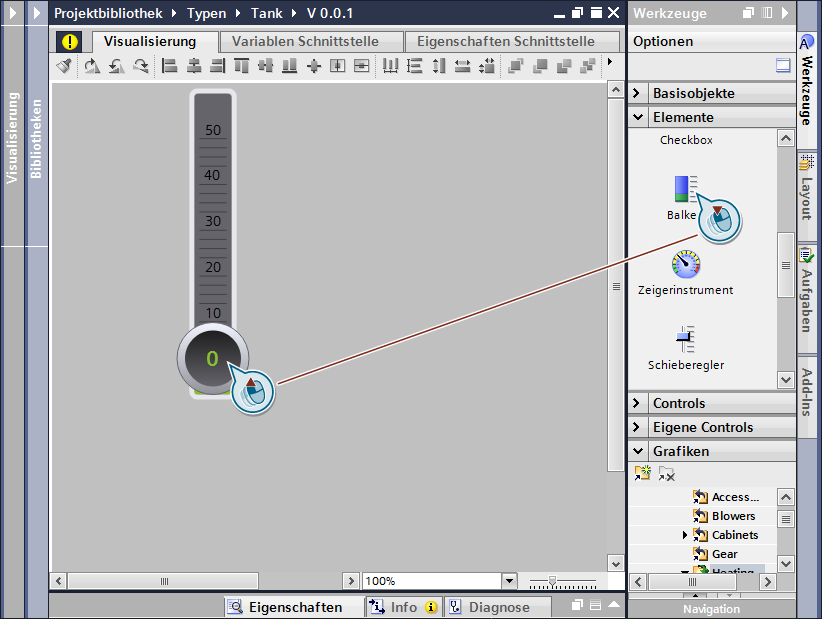 Projektbibliothek Typen Tank V 0.0.1
Werkzeuge
Visualisierung
Variablen Schnittstelle
Eigenschaften Schnittstelle
Optionen
Visualisierung
Bibliotheken
50
40
30
20
10
0
Basisobjekte
Elemente
Checkbox
Balke
Zeigerinstrument
Schieberegler
Controls
Eigene Controls
Grafiken
Access...
Blowers
Cabinets
Gear
Heating
100%
Eigenschaften
Info
Diagnose
Navigation
Werkzeuge
Layout
Aufgaben
Add-Ins